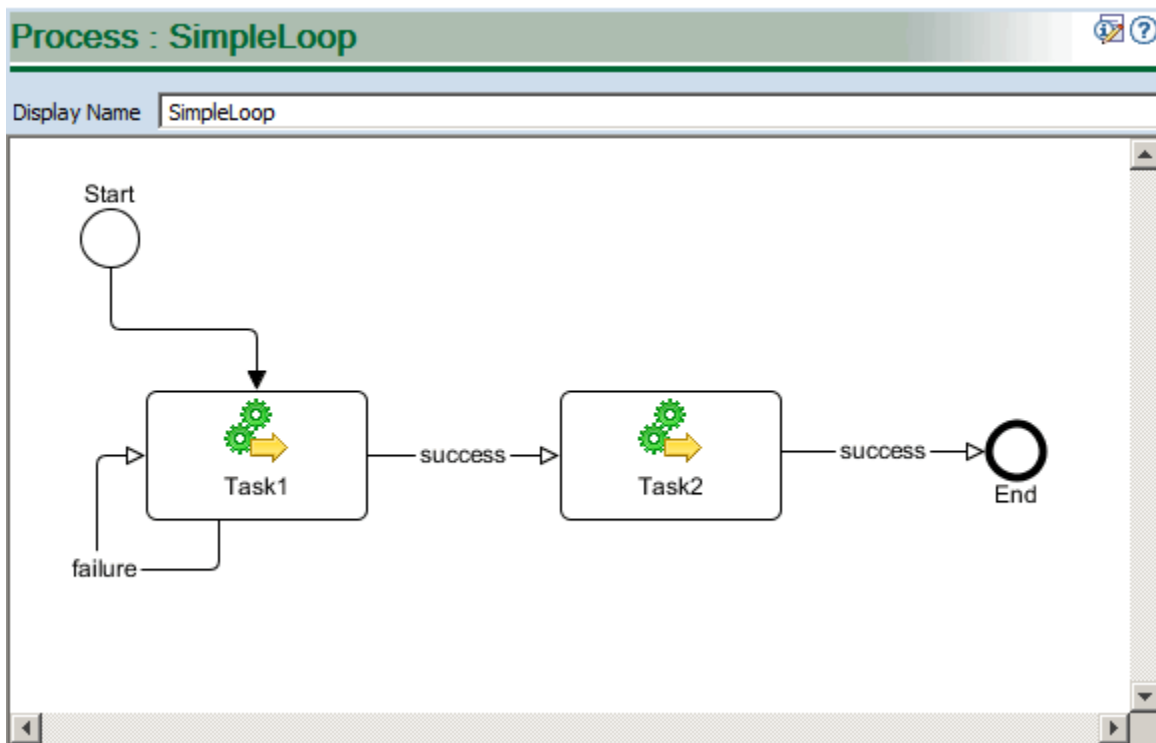 Process : SimpleLoop
Display Name SimpleLoop
Start
Task1
success
Task2
success
End
failure